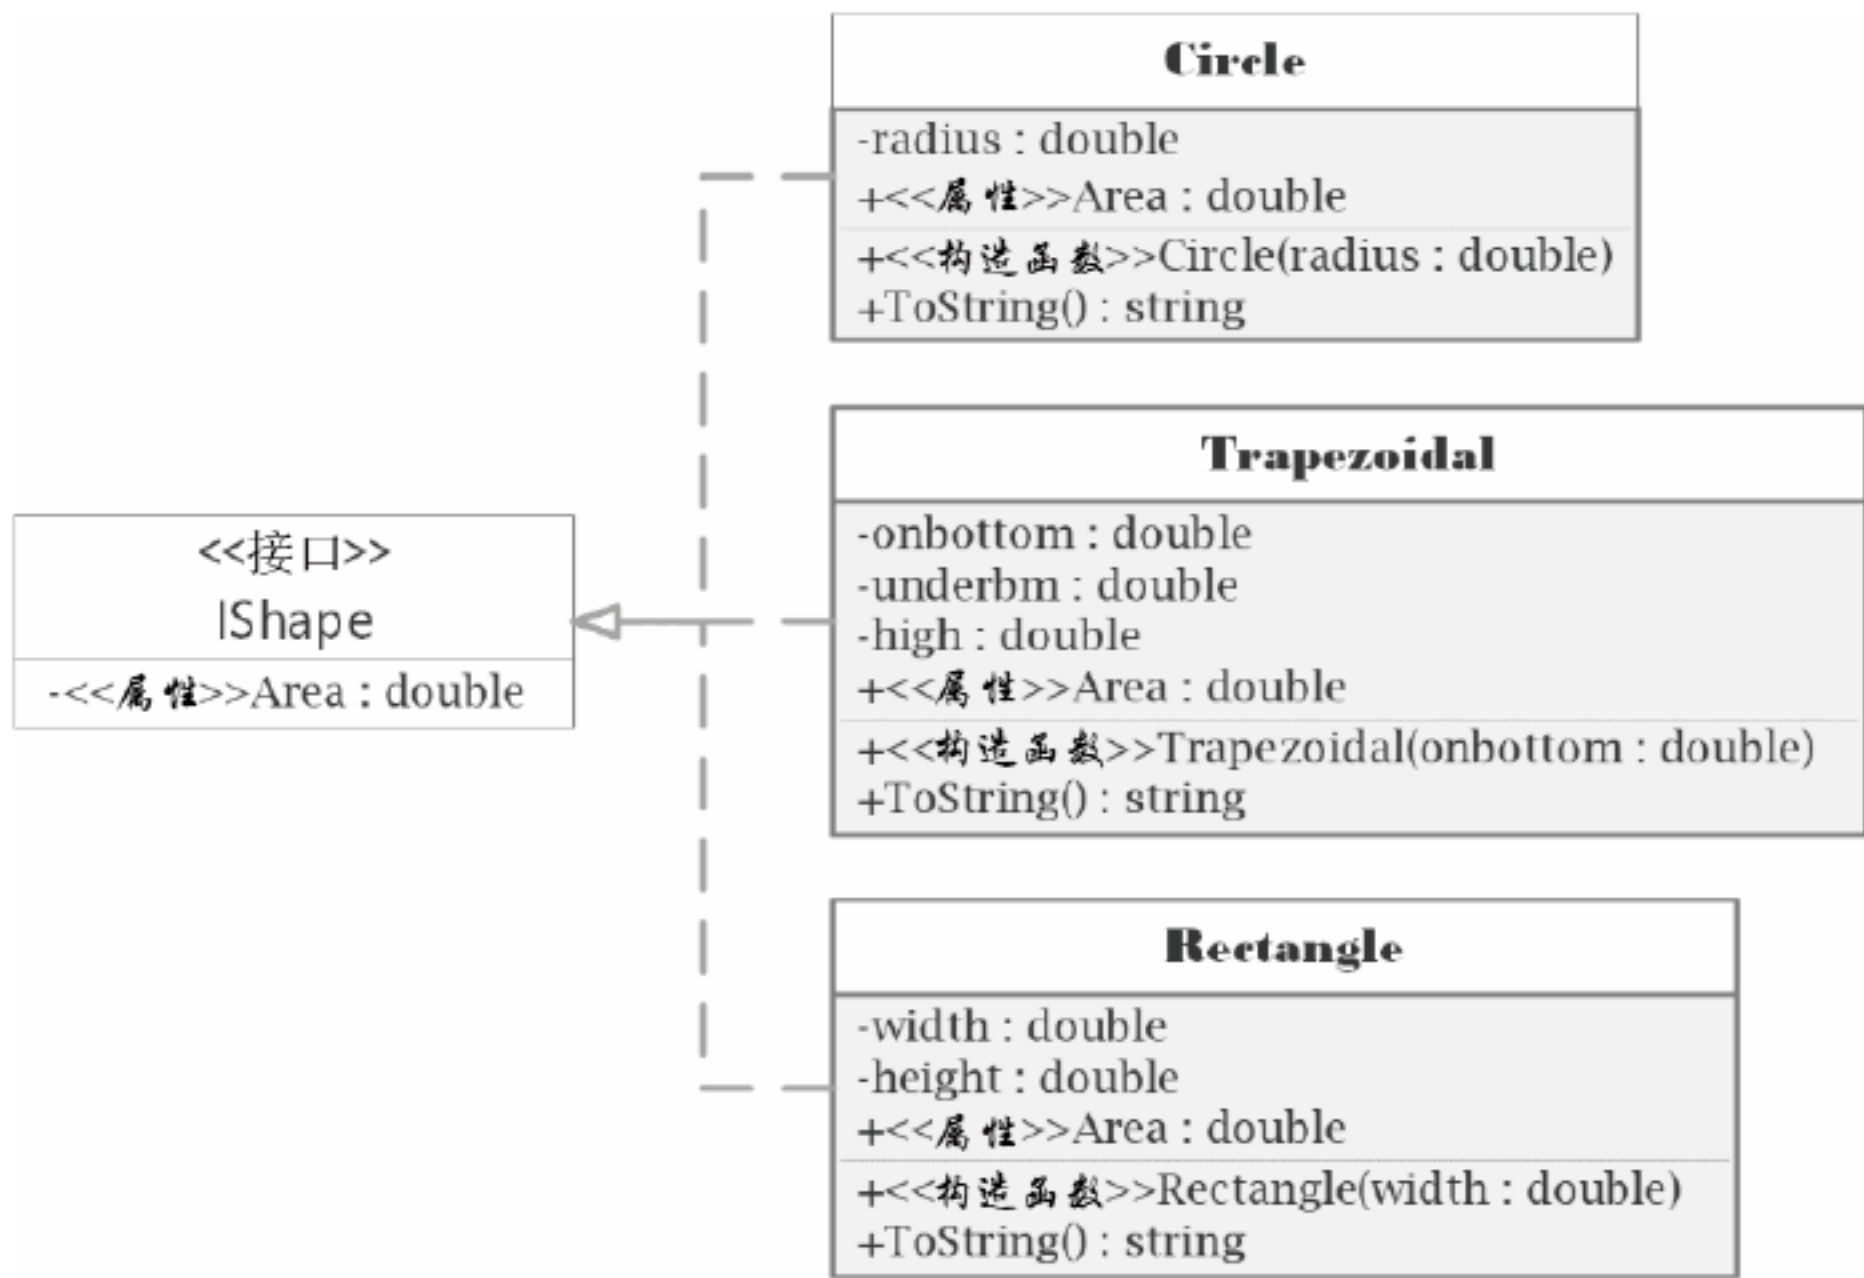 Circle
-radius : double
+<<属性>>Area : double
+<<构造函数>>Circle(radius : double)
+ToString() : string
Trapezoidal
-onbottom : double
-underbm : double
-high : double
+<<属性>>Area : double
+<<构造函数>>Trapezoidal(onbottom : double)
+ToString() : string
<<接口>>
IShape
-<<属性>>Area : double
Rectangle
-width : double
-height : double
+<<属性>>Area : double
+<<构造函数>>Rectangle(width : double)
+ToString() : string